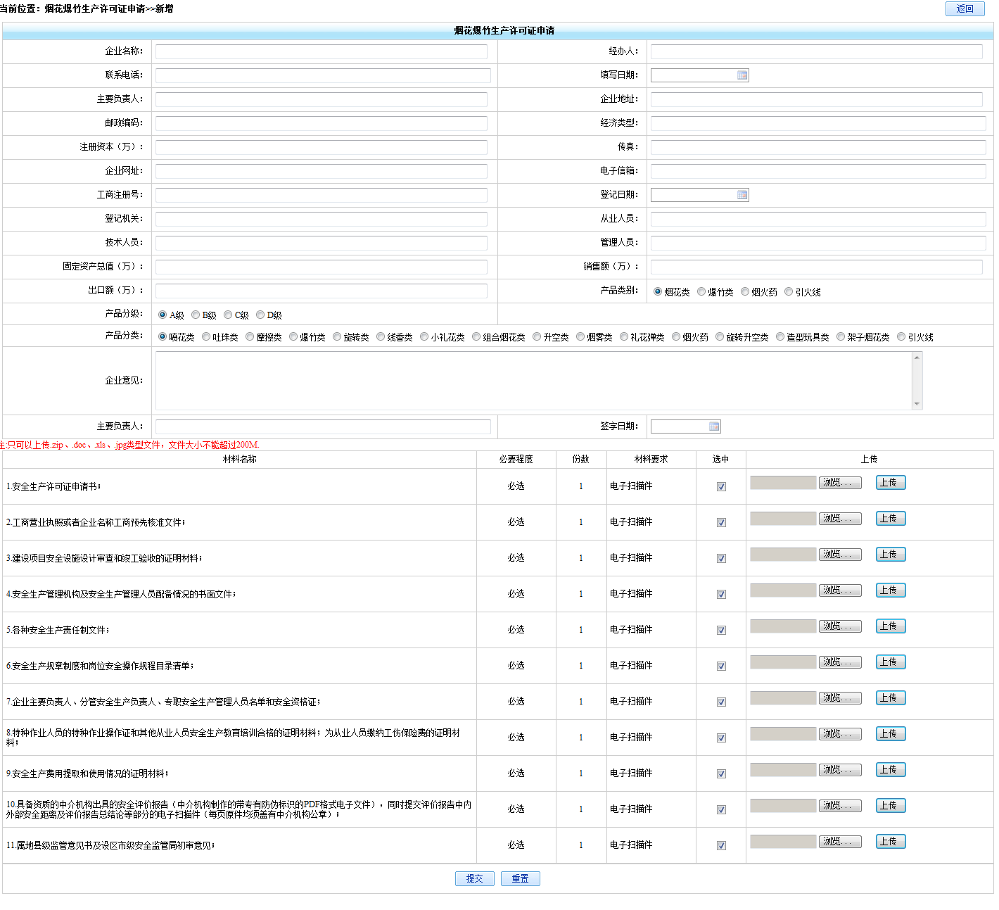 当前位置：烟花爆竹生产许可证申请>>新增
返回
烟花爆竹生产许可证申请
企业名称：
经办人：
联系电话：
填写日期：
主要负责人：
企业地址：
邮政编码：
经济类型：
注册资本（万）：
传真：
企业网址：
电子信箱：
工商注册号：
登记日期：
登记机关：
从业人员：
技术人员：
管理人员：
固定资产总值（万）：
销售额（万）：
出口额（万）：
产品类别： 烟花类 爆竹类 烟火药 引火线
产品分级： A级 B级 C级 D级
产品分类： 喷花类 吐珠类 摩擦类 爆竹类 旋转类 线香类 小礼花类 组合烟花类 升空类 烟雾类 礼花弹类 烟火药 旋转升空类 造型玩具类 架子烟花类 引火线
企业意见：
主要负责人：
签字日期：
注:只可以上传.zip、.doc、.xls、.jpg类型文件，文件大小不能超过200M.
材料名称 必要程度 份数 材料要求 选中 上传
1.安全生产许可证申请书； 必选 1 电子扫描件 浏览... 上传
2.工商营业执照或者企业名称工商预先核准文件； 必选 1 电子扫描件 浏览... 上传
3.建设项目安全设施设计审查和竣工验收的证明材料； 必选 1 电子扫描件 浏览... 上传
4.安全生产管理机构及安全生产管理人员配备情况的书面文件； 必选 1 电子扫描件 浏览... 上传
5.各种安全生产责任制文件； 必选 1 电子扫描件 浏览... 上传
6.安全生产规章制度和岗位安全操作规程目录清单； 必选 1 电子扫描件 浏览... 上传
7.企业主要负责人、分管安全生产负责人、专职安全生产管理人员名单和安全资格证； 必选 1 电子扫描件 浏览... 上传
8.特种作业人员的特种作业操作证和其他从业人员安全生产教育培训合格的证明材料；为从业人员缴纳工伤保险费的证明材
料； 必选 1 电子扫描件 浏览... 上传
9.安全生产费用提取和使用情况的证明材料； 必选 1 电子扫描件 浏览... 上传
10.具备资质的中介机构出具的安全评价报告（中介机构制作的带专有防伪标识的PDF格式电子文件），同时提交评价报告中内
外部安全距离及评价报告总结论等部分的电子扫描件（每页原件均须盖有中介机构公章）； 必选 1 电子扫描件 浏览... 上传
11.属地县级监管意见书及设区市级安全监管局初审意见； 必选 1 电子扫描件 浏览... 上传
提交 重置